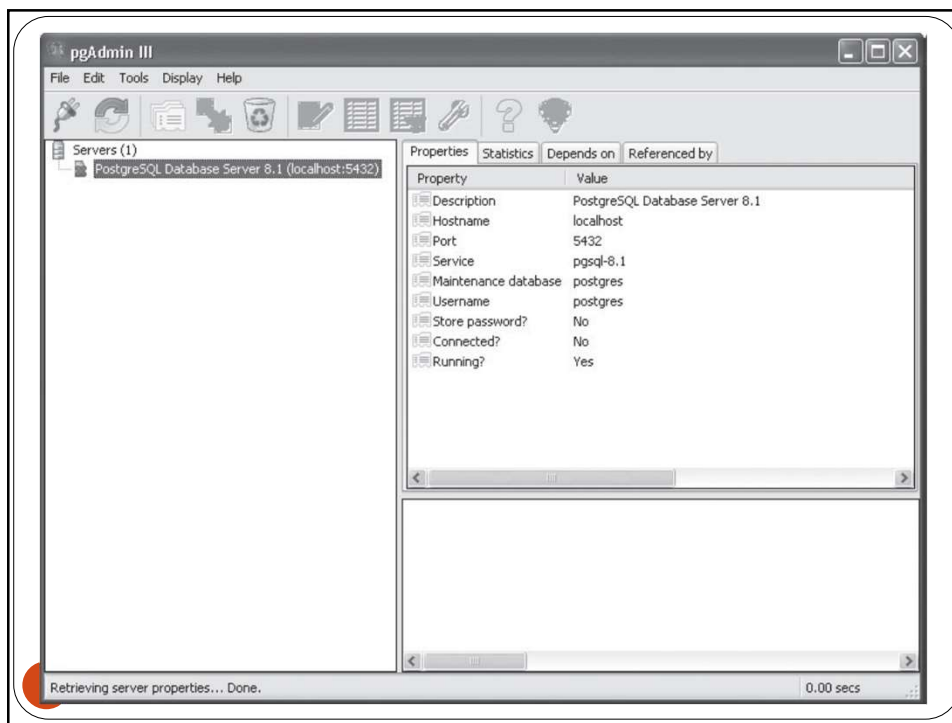 pgAdmin III
File Edit Tools Display Help
Servers (1)
PostgreSQL Database Server 8.1 (localhost:5432)
Properties Statistics Depends on Referenced by
Property Value
Description PostgreSQL Database Server 8.1
Hostname localhost
Port 5432
Service pgsql-8.1
Maintenance database postgres
Username postgres
Store password? No
Connected? No
Running? Yes
Retrieving server properties... Done. 0.00 secs